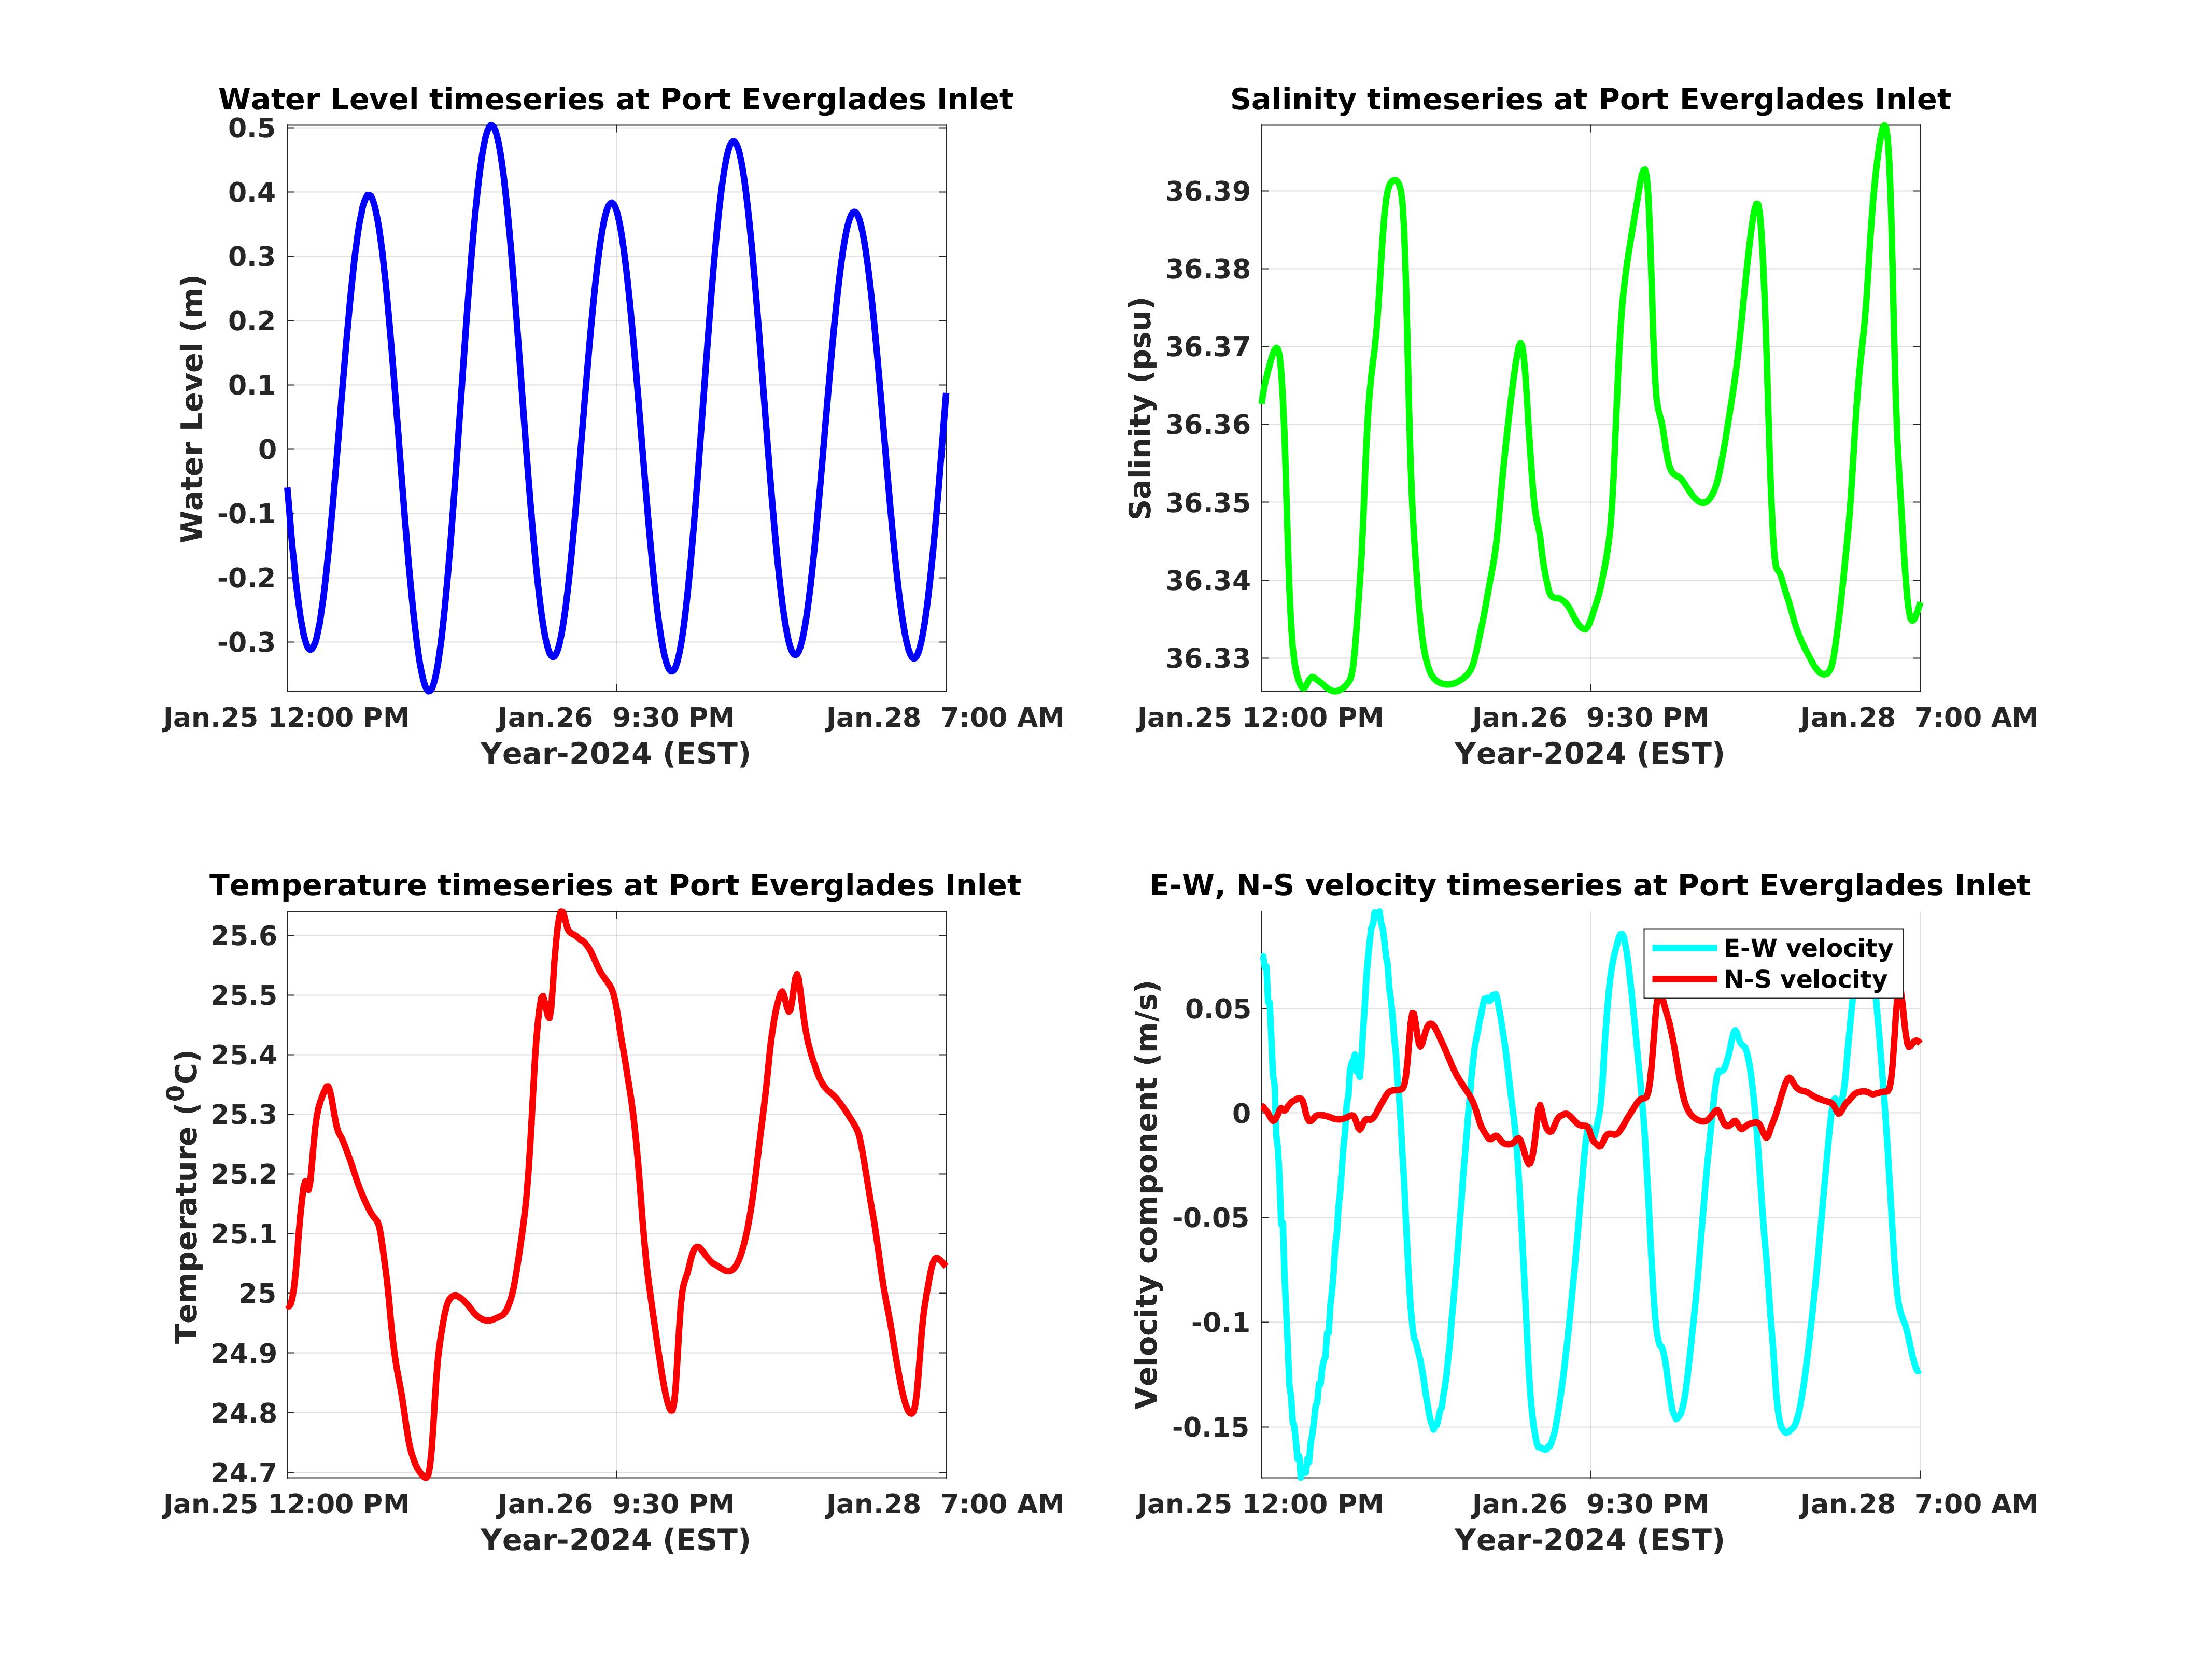 Water Level timeseries at Port Everglades Inlet
0.5
0.4
0.3
0.2
0.1
0
-0.1
-0.2
-0.3
Water Level (m)
Jan.25 12:00 PM
Jan.26 9:30 PM
Jan.28 7:00 AM
Year-2024 (EST)
Salinity timeseries at Port Everglades Inlet
36.39
36.38
36.37
36.36
36.35
36.34
36.33
Salinity (psu)
Jan.25 12:00 PM
Jan.26 9:30 PM
Jan.28 7:00 AM
Year-2024 (EST)
Temperature timeseries at Port Everglades Inlet
25.6
25.5
25.4
25.3
25.2
25.1
25
24.9
24.8
24.7
Temperature (⁰C)
Jan.25 12:00 PM
Jan.26 9:30 PM
Jan.28 7:00 AM
Year-2024 (EST)
E-W, N-S velocity timeseries at Port Everglades Inlet
E-W velocity
N-S velocity
0.05
0
-0.05
-0.1
-0.15
Velocity component (m/s)
Jan.25 12:00 PM
Jan.26 9:30 PM
Jan.28 7:00 AM
Year-2024 (EST)